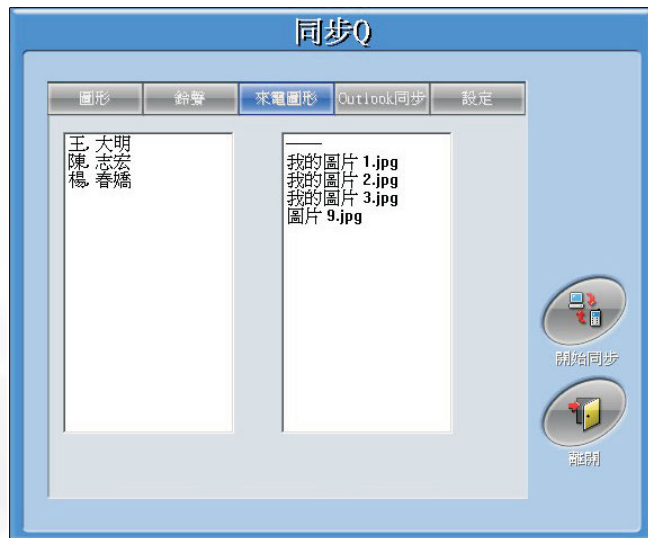 同步Q
圖形 鈴聲 來電圖形 Outlook同步 設定
王, 大明
陳, 志宏
楊, 春嬌
———
我的圖片 1.jpg
我的圖片 2.jpg
我的圖片 3.jpg
圖片 9.jpg
開始同步
離開